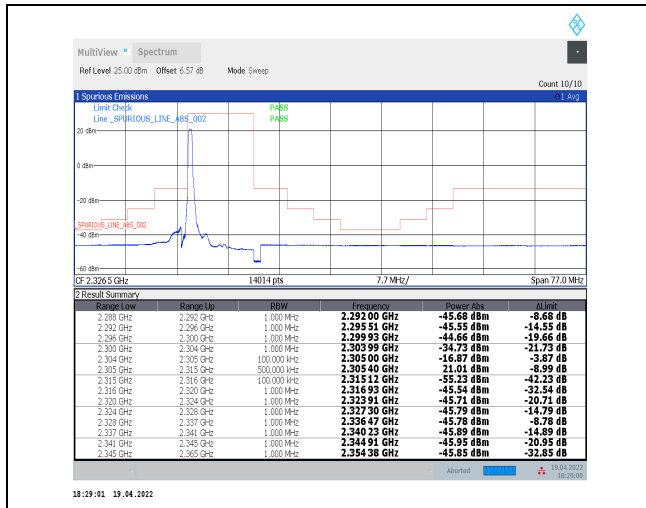 MultiView Spectrum
Ref Level 25.00 dBm Offset 6.57 dB Mode Sweep
Count 10/10
1 Spurious Emissions 1 Avg
Limit Check PASS
Line _SPURIOUS_LINE_ABS_002 PASS
20 dBm
0 dBm
-20 dBm
_SPURIOUS_LINE_ABS_002
-40 dBm
-60 dBm
CF 2.3265 GHz 14014 pts 7.7 MHz/ Span 77.0 MHz
2 Result Summary
Range Low Range Up RBW Frequency Power Abs ΔLimit
2.288 GHz 2.292 GHz 1.000 MHz 2.29200 GHz -45.68 dBm -8.68 dB
2.292 GHz 2.296 GHz 1.000 MHz 2.29551 GHz -45.55 dBm -14.55 dB
2.296 GHz 2.300 GHz 1.000 MHz 2.29993 GHz -44.66 dBm -19.66 dB
2.300 GHz 2.304 GHz 1.000 MHz 2.30399 GHz -34.73 dBm -21.73 dB
2.304 GHz 2.305 GHz 100.000 kHz 2.30500 GHz -16.87 dBm -3.87 dB
2.305 GHz 2.315 GHz 500.000 kHz 2.30540 GHz 21.01 dBm -8.99 dB
2.315 GHz 2.316 GHz 100.000 kHz 2.31512 GHz -55.23 dBm -42.23 dB
2.316 GHz 2.320 GHz 1.000 MHz 2.31693 GHz -45.54 dBm -32.54 dB
2.320 GHz 2.324 GHz 1.000 MHz 2.32391 GHz -45.71 dBm -20.71 dB
2.324 GHz 2.328 GHz 1.000 MHz 2.32730 GHz -45.79 dBm -14.79 dB
2.328 GHz 2.337 GHz 1.000 MHz 2.33647 GHz -45.78 dBm -8.78 dB
2.337 GHz 2.341 GHz 1.000 MHz 2.34023 GHz -45.89 dBm -14.89 dB
2.341 GHz 2.345 GHz 1.000 MHz 2.34491 GHz -45.95 dBm -20.95 dB
2.345 GHz 2.365 GHz 1.000 MHz 2.35438 GHz -45.85 dBm -32.85 dB
Aborted 19.04.2022
18:29:00
18:29:01 19.04.2022